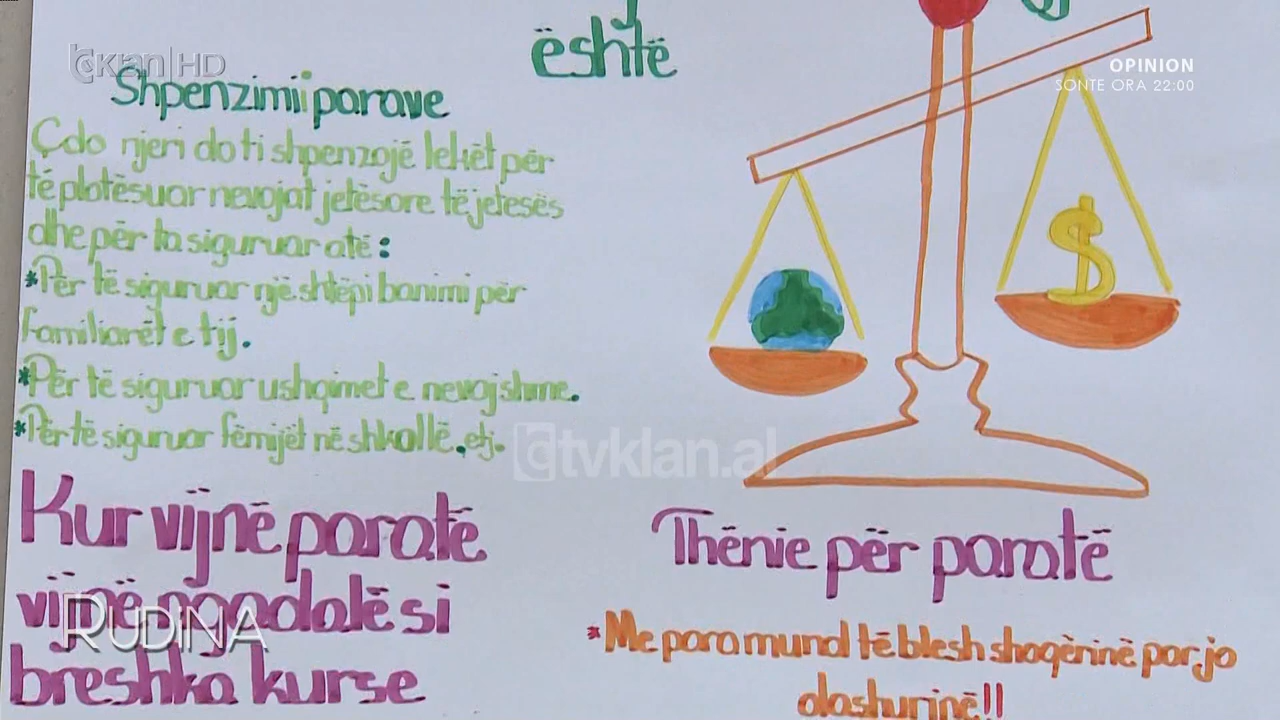 tvklan HD
OPINION
SONTE ORA 22:00
është
Shpenzimi i parave
Çdo njeri do ti shpenzojë lekët për
të plotësuar nevojat jetësore të jetesës
dhe për ta siguruar atë:
*Për të siguruar një shtëpi banimi për
familjarët e tij.
*Për të siguruar ushqimet e nevojshme.
*Për të siguruar fëmijët në shkollë, etj.
tvklan.al
Kur vijnë paratë
vijnë ngadalë si
breshka kurse
RUDINA
$
Thënie për paratë
*Me para mund të blesh shoqërinë por jo
dashurinë!!